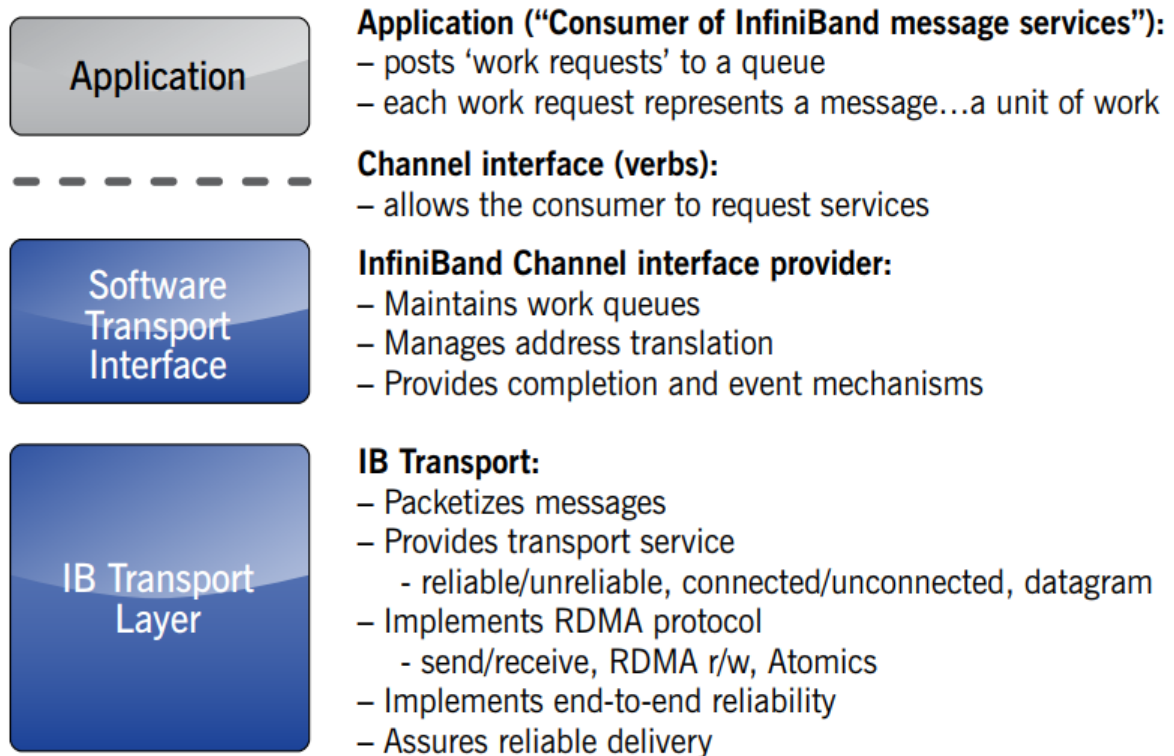 Application
Application (“Consumer of InfiniBand message services”):
– posts ‘work requests’ to a queue
– each work request represents a message…a unit of work
Channel interface (verbs):
– allows the consumer to request services
Software
Transport
Interface
InfiniBand Channel interface provider:
– Maintains work queues
– Manages address translation
– Provides completion and event mechanisms
IB Transport
Layer
IB Transport:
– Packetizes messages
– Provides transport service
- reliable/unreliable, connected/unconnected, datagram
– Implements RDMA protocol
- send/receive, RDMA r/w, Atomics
– Implements end-to-end reliability
– Assures reliable delivery